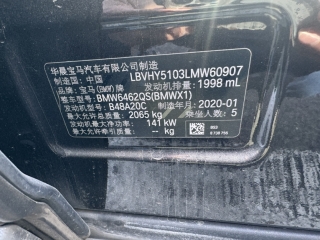 华晨宝马汽车有限公司制造
制造国：中国 LBVHY5103LMW60907
品牌：宝马（BMW）牌 发动机排量：1998 mL
整车型号：BMW6462QS(BMWX1)
发动机型号：B48A20C 制造年月：2020-01
最大允许总质量：2065 kg 乘坐人数：5
发动机最大净功率：141 kW
最大允许 -- kg